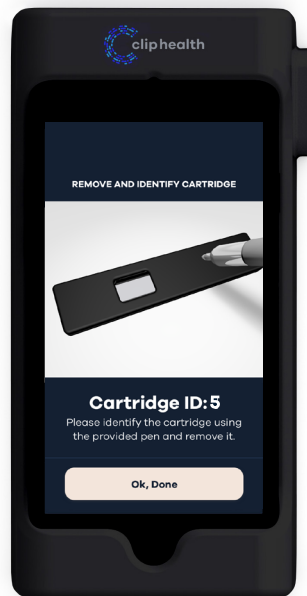 cliphealth
REMOVE AND IDENTIFY CARTRIDGE
Cartridge ID:5
Please identify the cartridge using
the provided pen and remove it.
Ok, Done